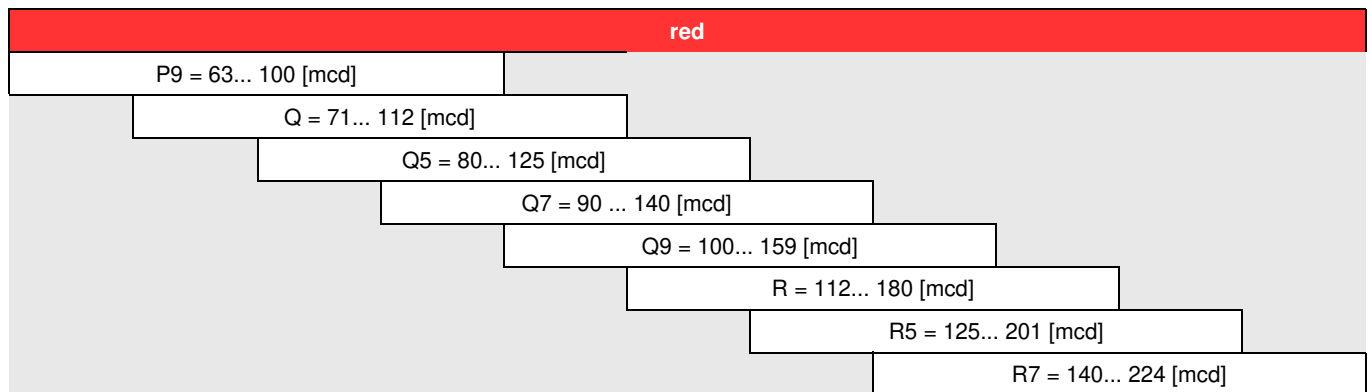 red
P9 = 63... 100 [mcd]
Q = 71... 112 [mcd]
Q5 = 80... 125 [mcd]
Q7 = 90 ... 140 [mcd]
Q9 = 100... 159 [mcd]
R = 112... 180 [mcd]
R5 = 125... 201 [mcd]
R7 = 140... 224 [mcd]